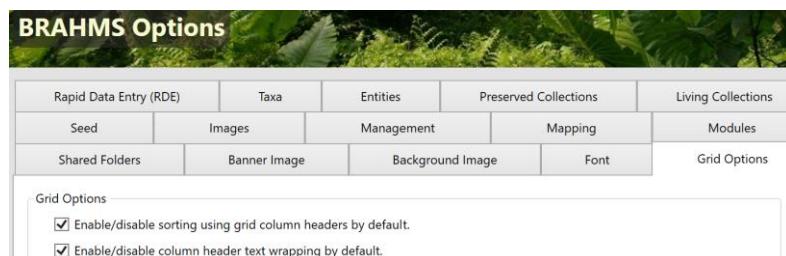 BRAHMS Options
Rapid Data Entry (RDE) Taxa Entities Preserved Collections Living Collections
Seed Images Management Mapping Modules
Shared Folders Banner Image Background Image Font Grid Options
Grid Options
Enable/disable sorting using grid column headers by default.
Enable/disable column header text wrapping by default.